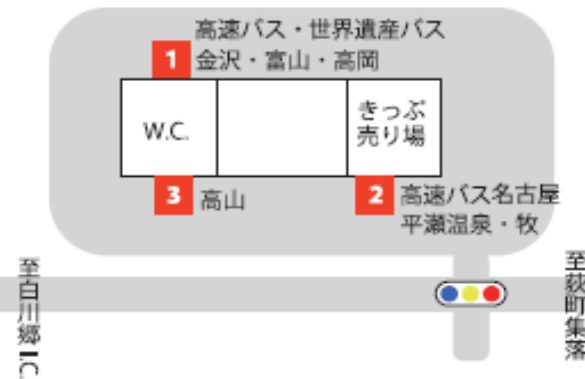 高速バス・世界遺産バス
1 金沢・富山・高岡
W.C.
きっぷ
売り場
3 高山
2 高速バス名古屋
平瀬温泉・牧
至白川郷I.C.
至荻町集落